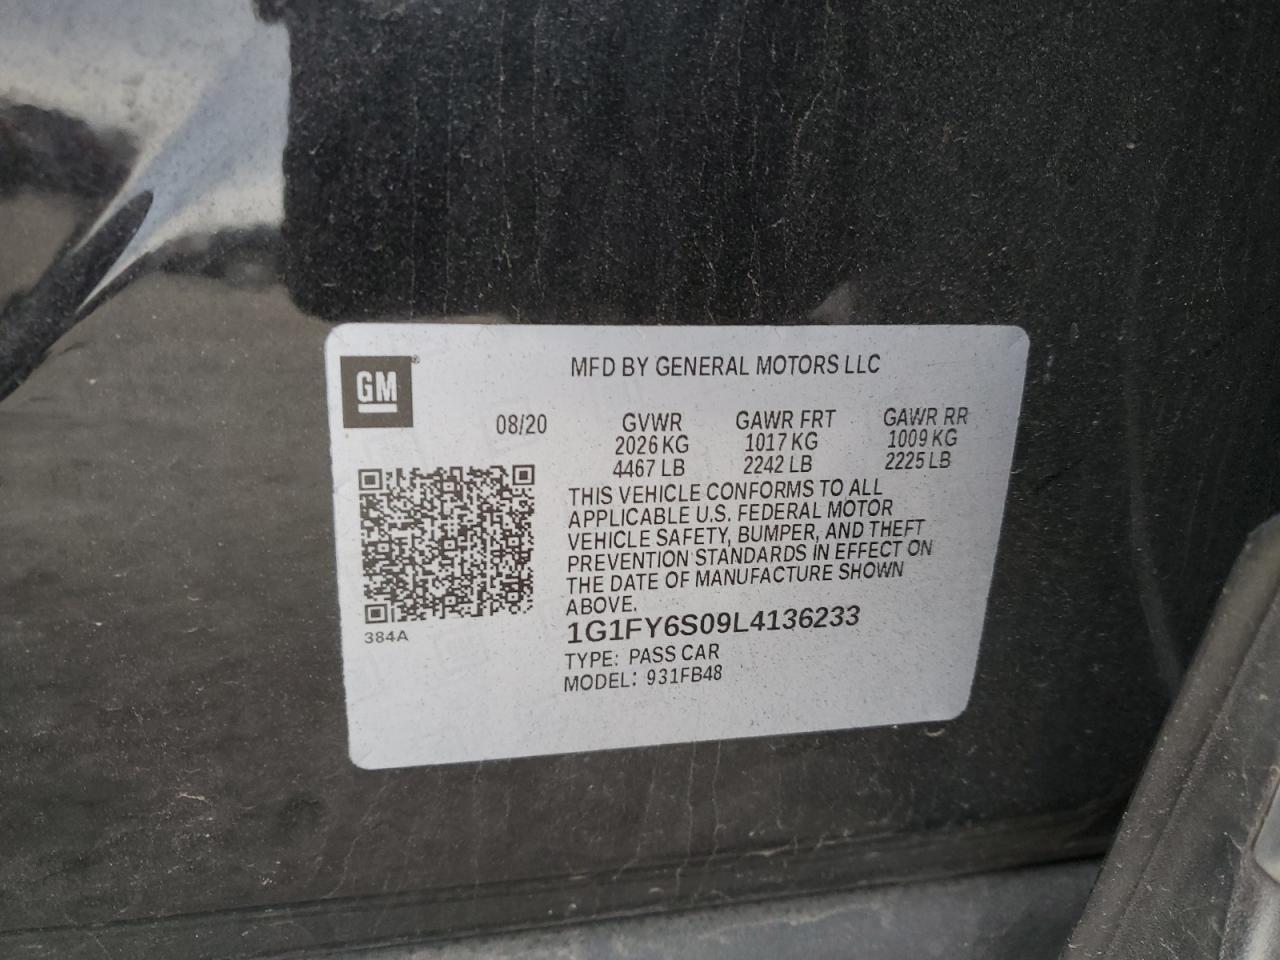 MFD BY GENERAL MOTORS LLC
GM®
08/20 GVWR GAWR FRT GAWR RR
2026 KG 1017 KG 1009 KG
4467 LB 2242 LB 2225 LB
THIS VEHICLE CONFORMS TO ALL
APPLICABLE U.S. FEDERAL MOTOR
VEHICLE SAFETY, BUMPER, AND THEFT
PREVENTION STANDARDS IN EFFECT ON
THE DATE OF MANUFACTURE SHOWN
ABOVE.
384A
1G1FY6S09L4136233
TYPE: PASS CAR
MODEL: 931FB48